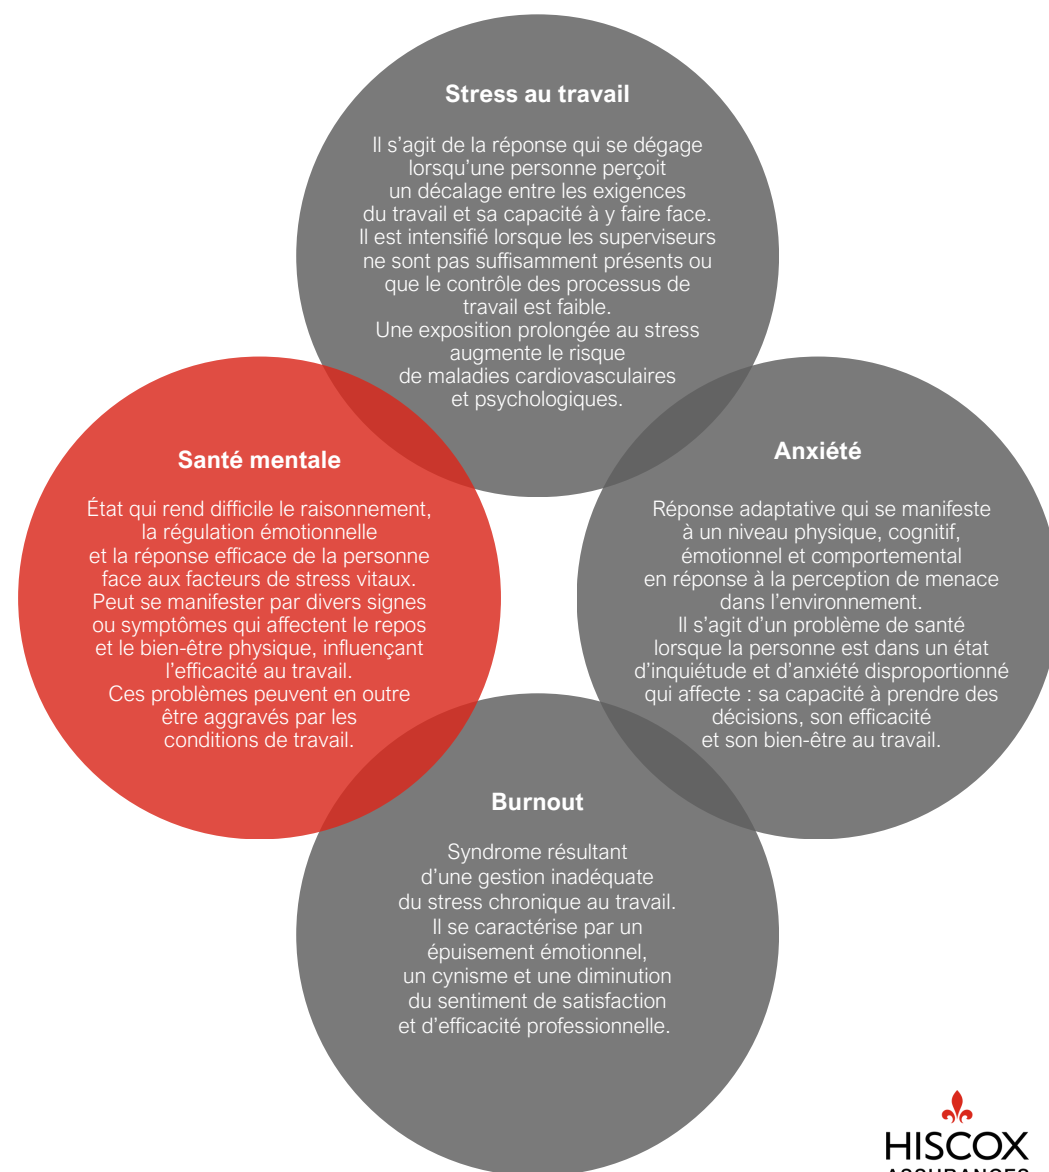 Stress au travail
Il s’agit de la réponse qui se dégage
lorsqu’une personne perçoit
un décalage entre les exigences
du travail et sa capacité à y faire face.
Il est intensifié lorsque les superviseurs
ne sont pas suffisamment présents ou
que le contrôle des processus de
travail est faible.
Une exposition prolongée au stress
augmente le risque
de maladies cardiovasculaires
et psychologiques.
Santé mentale
État qui rend difficile le raisonnement,
la régulation émotionnelle
et la réponse efficace de la personne
face aux facteurs de stress vitaux.
Peut se manifester par divers signes
ou symptômes qui affectent le repos
et le bien-être physique, influençant
l’efficacité au travail.
Ces problèmes peuvent en outre
être aggravés par les
conditions de travail.
Anxiété
Réponse adaptative qui se manifeste
à un niveau physique, cognitif,
émotionnel et comportemental
en réponse à la perception de menace
dans l’environnement.
Il s’agit d’un problème de santé
lorsque la personne est dans un état
d’inquiétude et d’anxiété disproportionné
qui affecte : sa capacité à prendre des
décisions, son efficacité
et son bien-être au travail.
Burnout
Syndrome résultant
d’une gestion inadéquate
du stress chronique au travail.
Il se caractérise par un
épuisement émotionnel,
un cynisme et une diminution
du sentiment de satisfaction
et d’efficacité professionnelle.
HISCOX
ASSURANCES